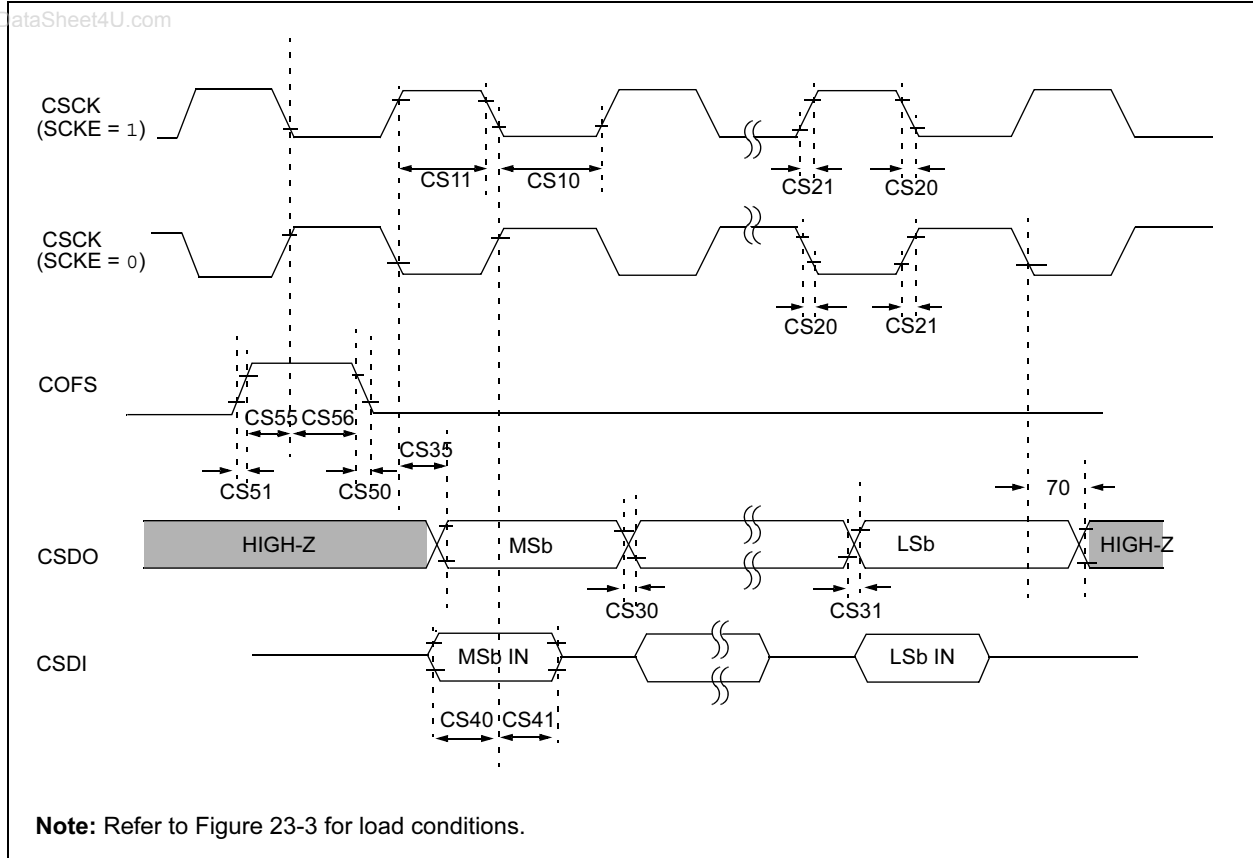 DataSheet4U.com
CSCK
(SCKE = 1)
CS11 CS10 CS21 CS20
CSCK
(SCKE = 0)
CS20 CS21
COFS
CS55 CS56
CS35
CS51 CS50
70
CSDO HIGH-Z MSb LSb HIGH-Z
CS30 CS31
CSDI MSb IN LSb IN
CS40 CS41
Note: Refer to Figure 23-3 for load conditions.